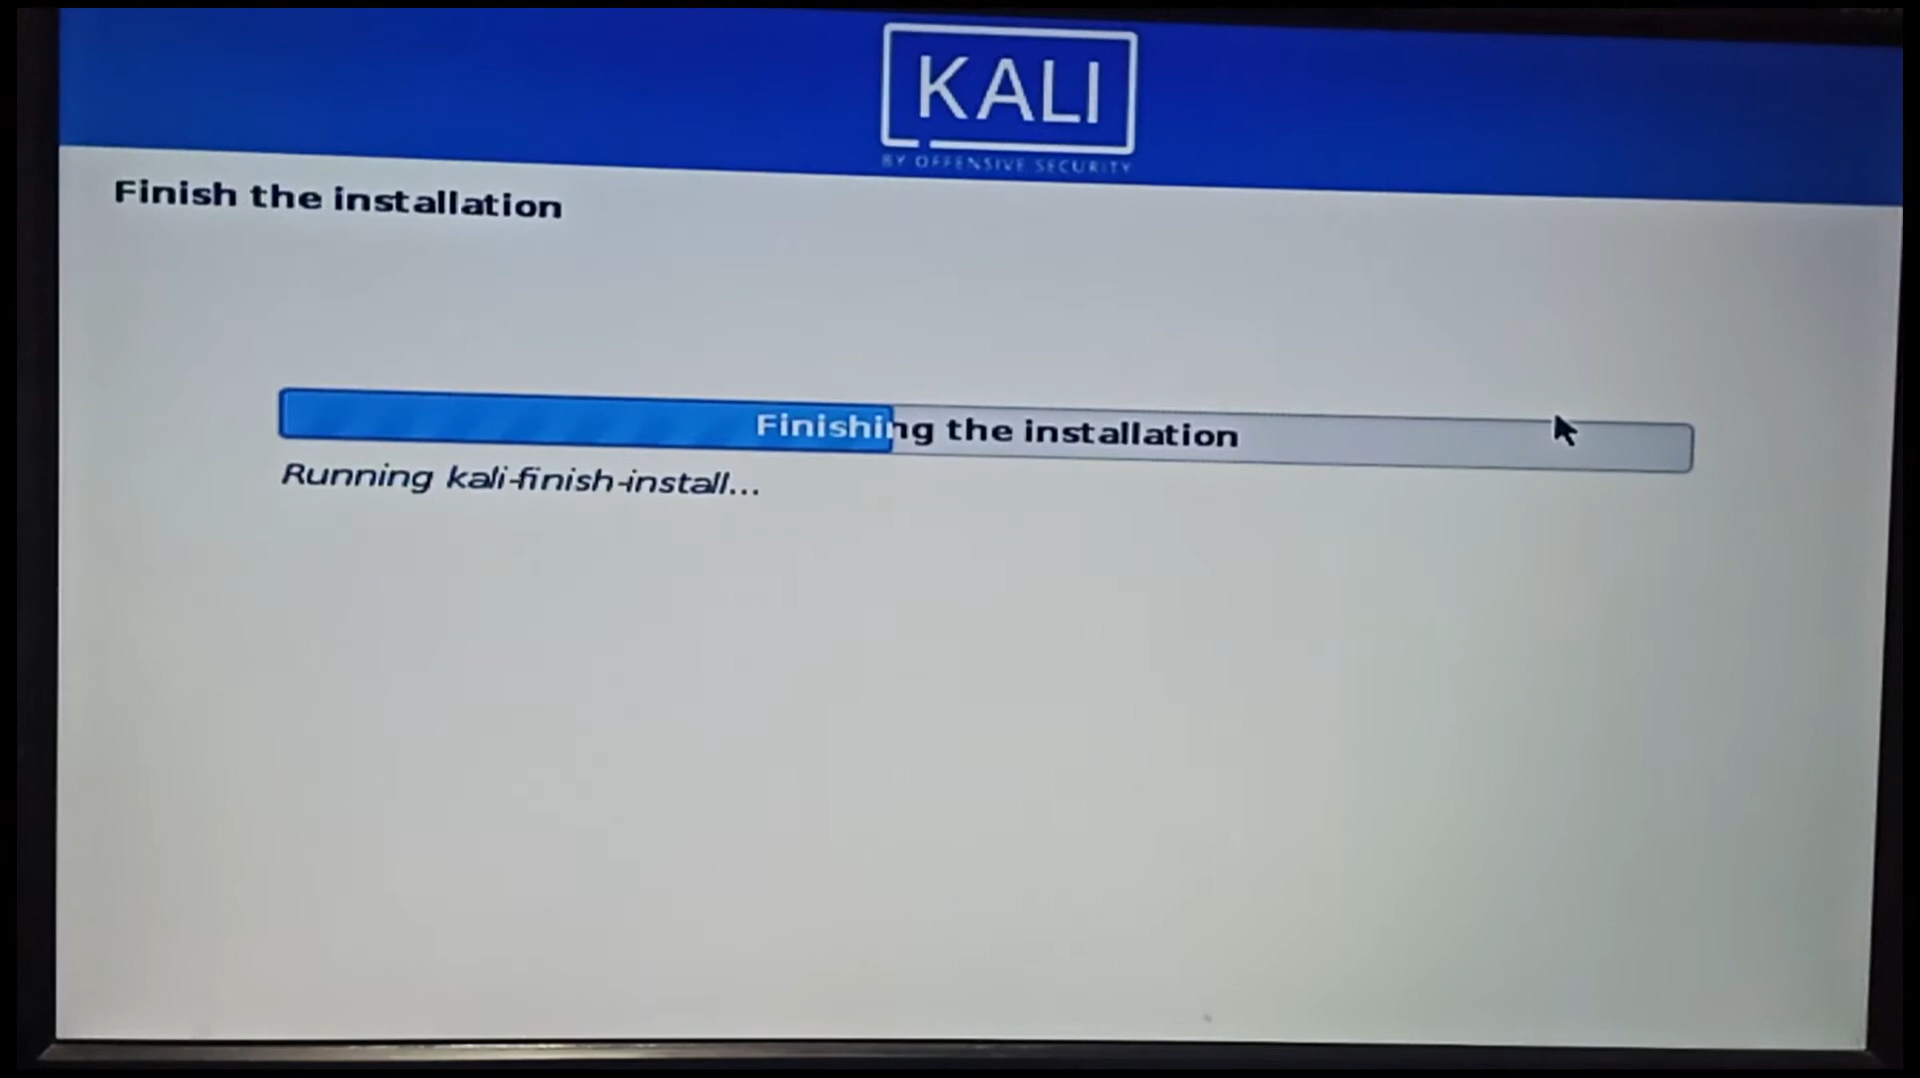 KALI
BY OFFENSIVE SECURITY
Finish the installation
Finishing the installation
Running kali-finish-install...